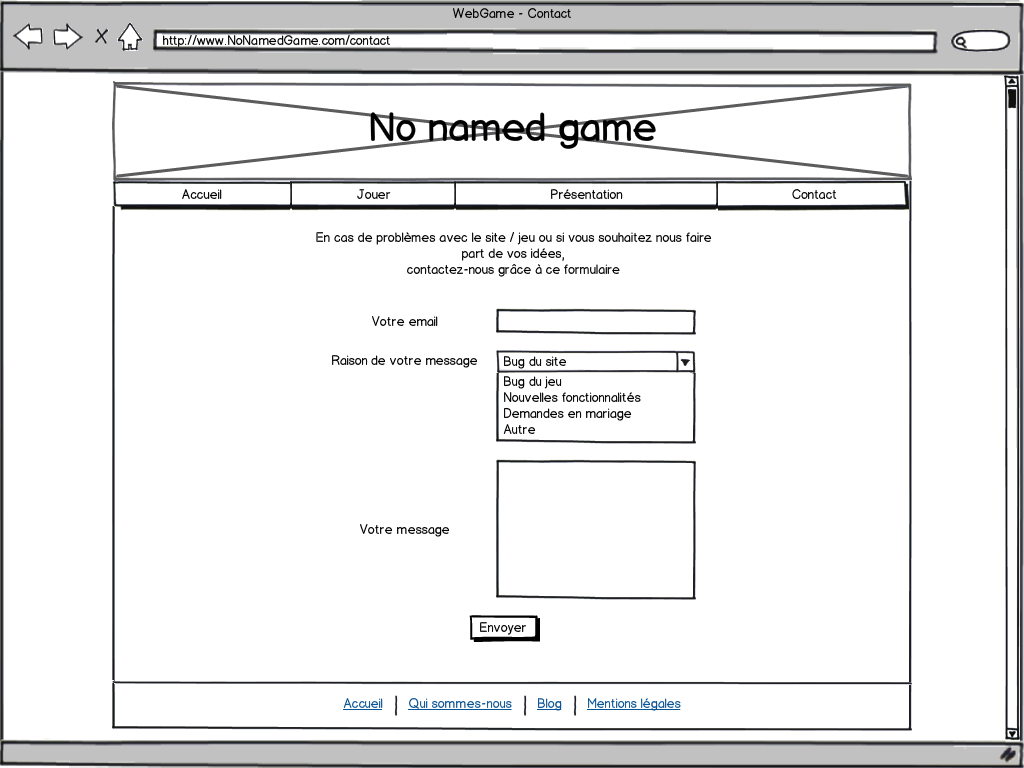 WebGame - Contact
http://www.NoNamedGame.com/contact
No named game
Accueil Jouer Présentation Contact
En cas de problèmes avec le site / jeu ou si vous souhaitez nous faire
part de vos idées,
contactez-nous grâce à ce formulaire
Votre email
Raison de votre message Bug du site
Bug du jeu
Nouvelles fonctionnalités
Demandes en mariage
Autre
Votre message
Envoyer
Accueil | Qui sommes-nous | Blog | Mentions légales